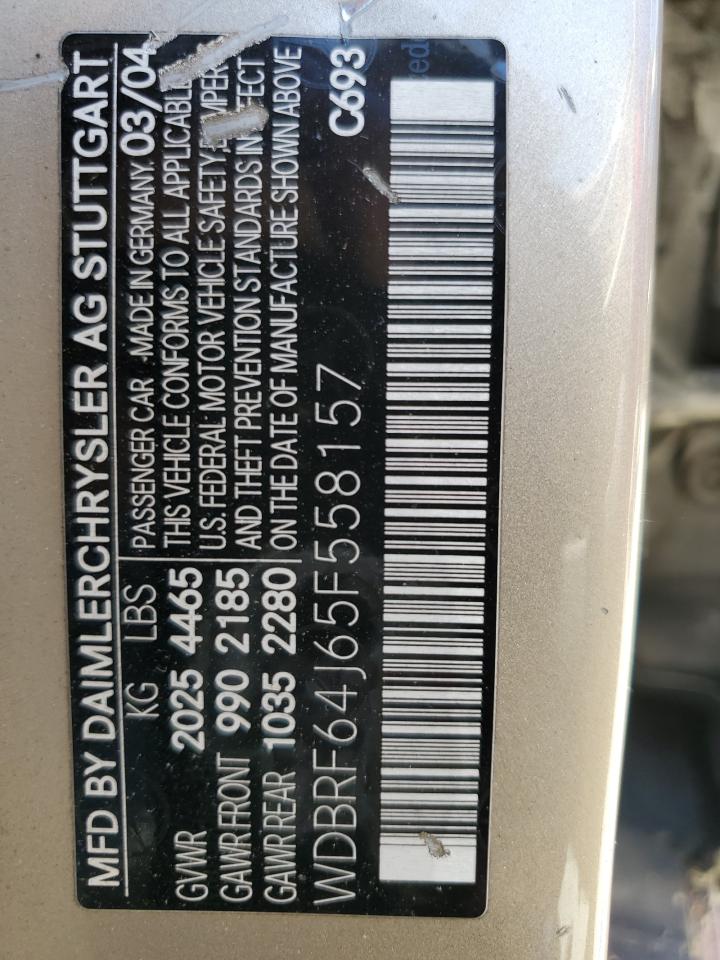 MFD BY DAIMLERCHRYSLER AG STUTTGART
KG LBS
GVWR 2025 4465
GAWR FRONT 990 2185
GAWR REAR 1035 2280
PASSENGER CAR -MADE IN GERMANY. 03/04
THIS VEHICLE CONFORMS TO ALL APPLICABLE
U.S. FEDERAL MOTOR VEHICLE SAFETY BUMPER
AND THEFT PREVENTION STANDARDS IN EFFECT
ON THE DATE OF MANUFACTURE SHOWN ABOVE
WDBRF64J65F558157
C693